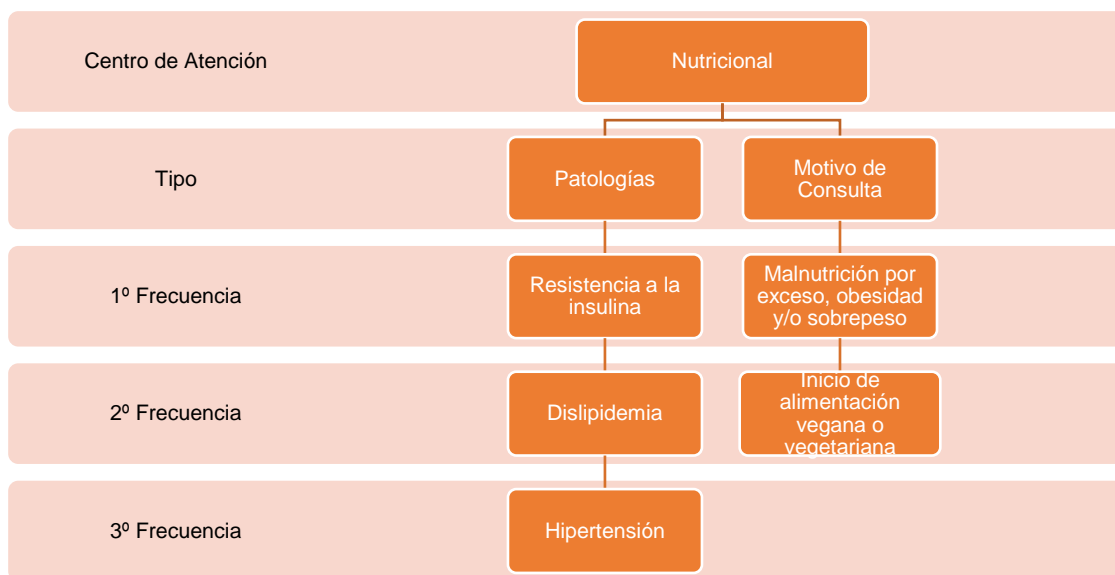 Centro de Atención
Nutricional
Tipo
Patologías
Motivo de
Consulta
1º Frecuencia
Resistencia a la
insulina
Malnutrición por
exceso, obesidad
y/o sobrepeso
2º Frecuencia
Dislipidemia
Inicio de
alimentación
vegana o
vegetariana
3º Frecuencia
Hipertensión